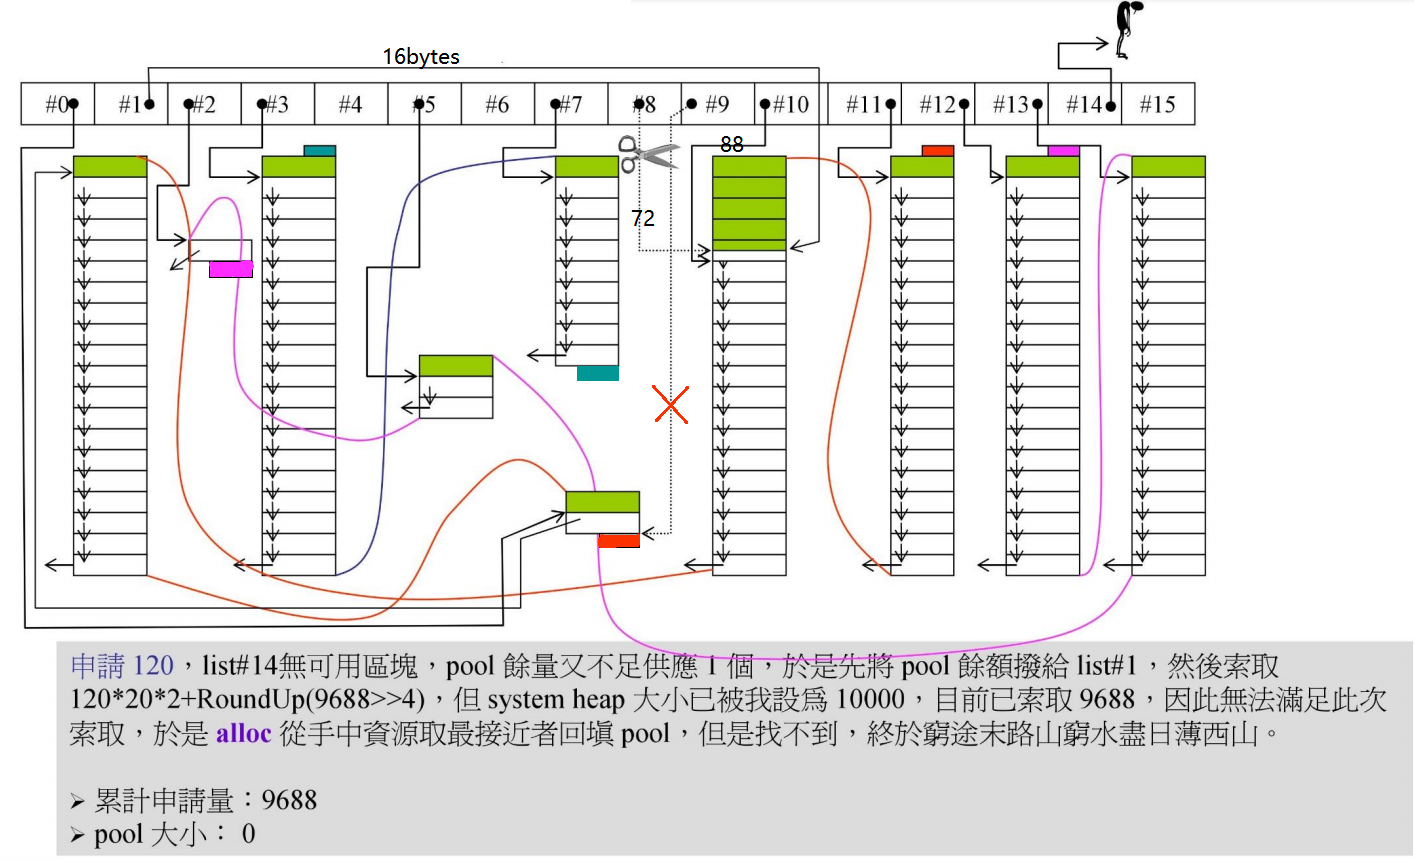 16bytes
#0 #1 #2 #3 #4 #5 #6 #7 #8 #9 #10 #11 #12 #13 #14 #15
88
72
申請 120，list#14無可用區塊，pool 餘量又不足供應 1 個，於是先將 pool 餘額撥給 list#1，然後索取
120*20*2+RoundUp(9688>>4)，但 system heap 大小已被我設爲 10000，目前已索取 9688，因此無法滿足此次
索取，於是 alloc 從手中資源取最接近者回填 pool，但是找不到，終於窮途末路山窮水盡日薄西山。
➢ 累計申請量：9688
➢ pool 大小： 0